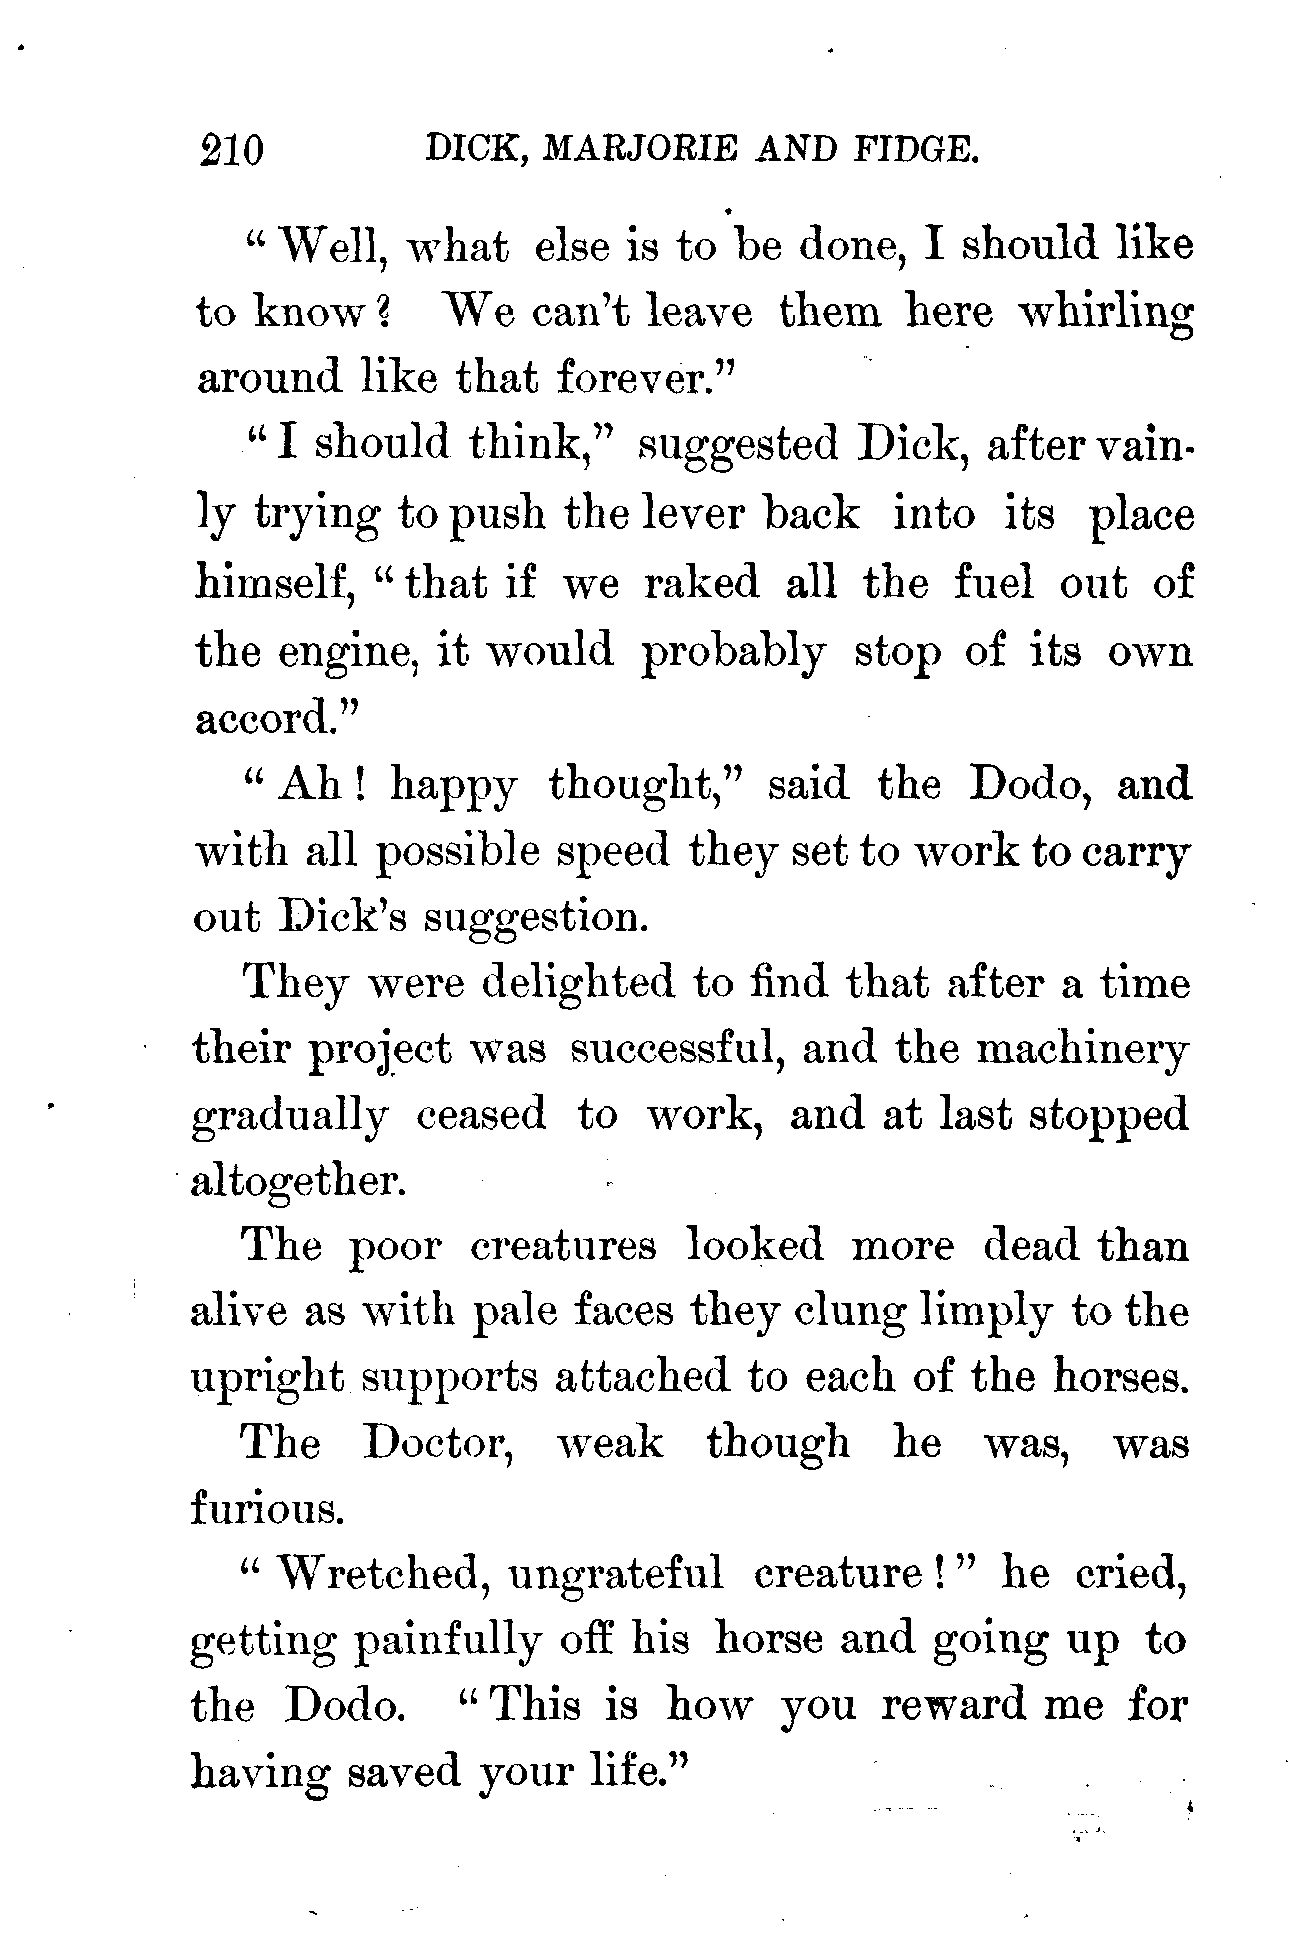 210 DICK, MARJORIE AND FIDGE.
“ Well, what else is to be done, I should like
to know ? We can’t leave them here whirling
around like that forever.”
“ I should think,” suggested Dick, after vain-
ly trying to push the lever back into its place
himself, “ that if we raked all the fuel out of
the engine, it would probably stop of its own
accord.”
“ Ah ! happy thought,” said the Dodo, and
with all possible speed they set to work to carry
out Dick’s suggestion.
They were delighted to find that after a time
their project was successful, and the machinery
gradually ceased to work, and at last stopped
altogether.
The poor creatures looked more dead than
alive as with pale faces they clung limply to the
upright supports attached to each of the horses.
The Doctor, weak though he was, was
furious.
“ Wretched, ungrateful creature ! ” he cried,
getting painfully off his horse and going up to
the Dodo. “ This is how you reward me for
having saved your life.”